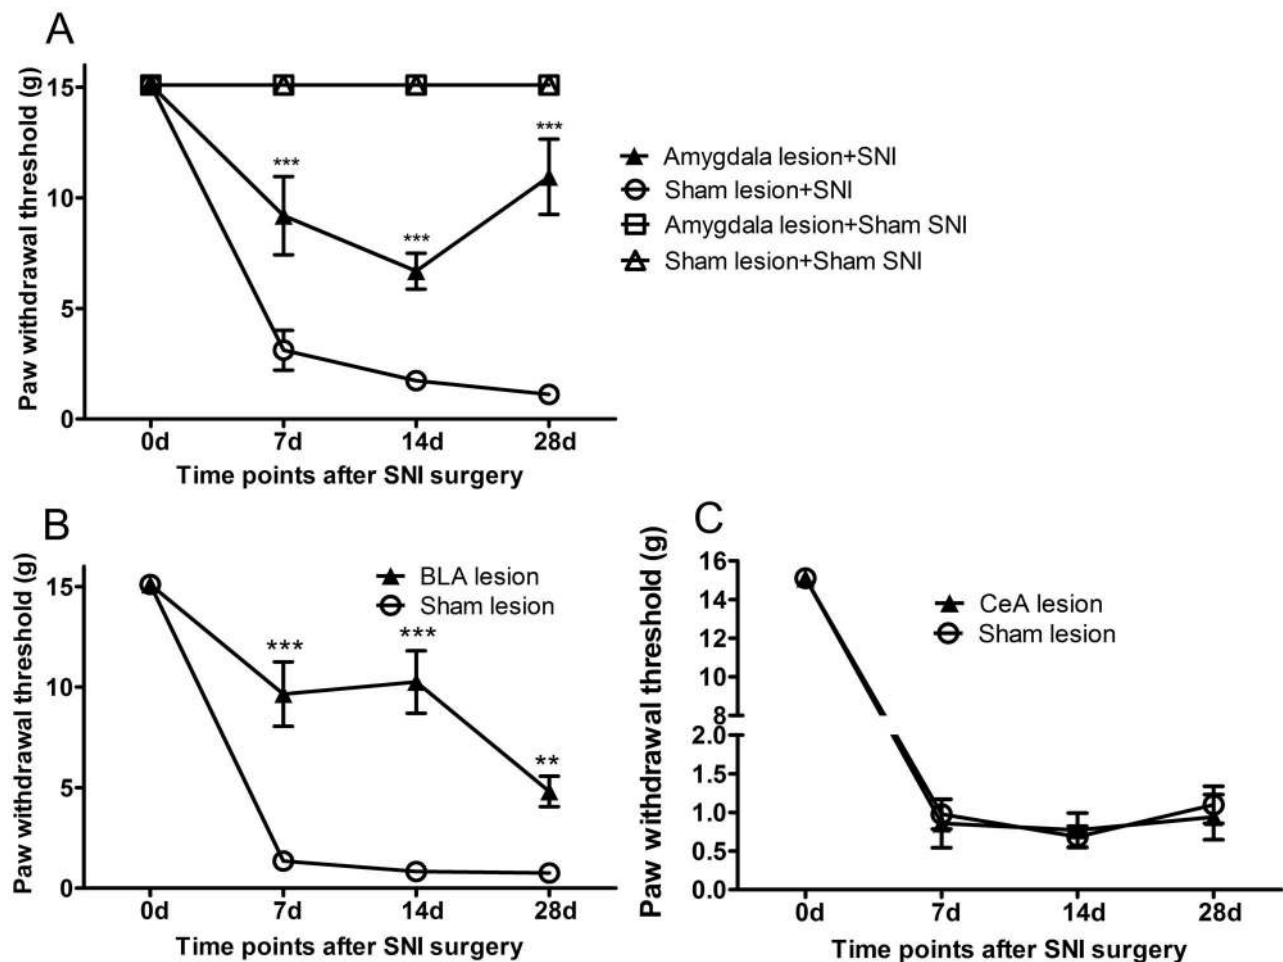 A
Paw withdrawal threshold (g)
15
10
5
0
***
***
***
0d 7d 14d 28d
Time points after SNI surgery
Amygdala lesion+SNI
Sham lesion+SNI
Amygdala lesion+Sham SNI
Sham lesion+Sham SNI
B
Paw withdrawal threshold (g)
15
10
5
0
BLA lesion
Sham lesion
***
***
**
0d 7d 14d 28d
Time points after SNI surgery
C
Paw withdrawal threshold (g)
16
14
12
10
8
2.0
1.5
1.0
0.5
0.0
CeA lesion
Sham lesion
0d 7d 14d 28d
Time points after SNI surgery